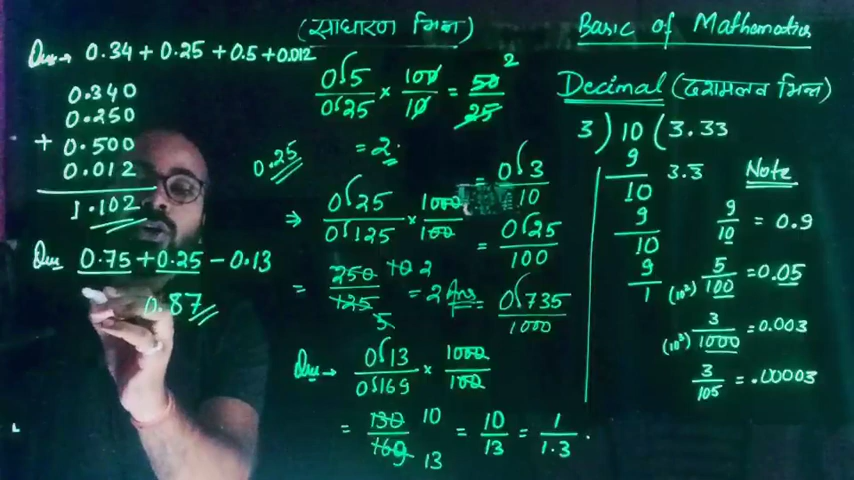 (साधारण भिन्न)
Basic of Mathematics
Decimal (दशमलव भिन्न)
Que→ 0.34 + 0.25 + 0.5 + 0.012
0.340
0.250
+ 0.500
0.012
1.102
Que 0.75 + 0.25 - 0.13
0.87
0.5/0.25 × 100/10 = 50/25 2
0.25
= 2.
⇒ 0.25/0.125 × 1000/100
= 250/125 = 2 Ans
= 0.3/10
= 0.25/100
= 0.735/1000
Que→ 0.13/0.169 × 1000/100
= 130/169 10 13 = 10/13 = 1/1.3 .
3 ) 10 ( 3.33
9
10
9
10
9
1
3.3̅
Note
9/10 = 0.9
(10²) 5/100 = 0.05
(10³) 3/1000 = 0.003
3/105 = .00003